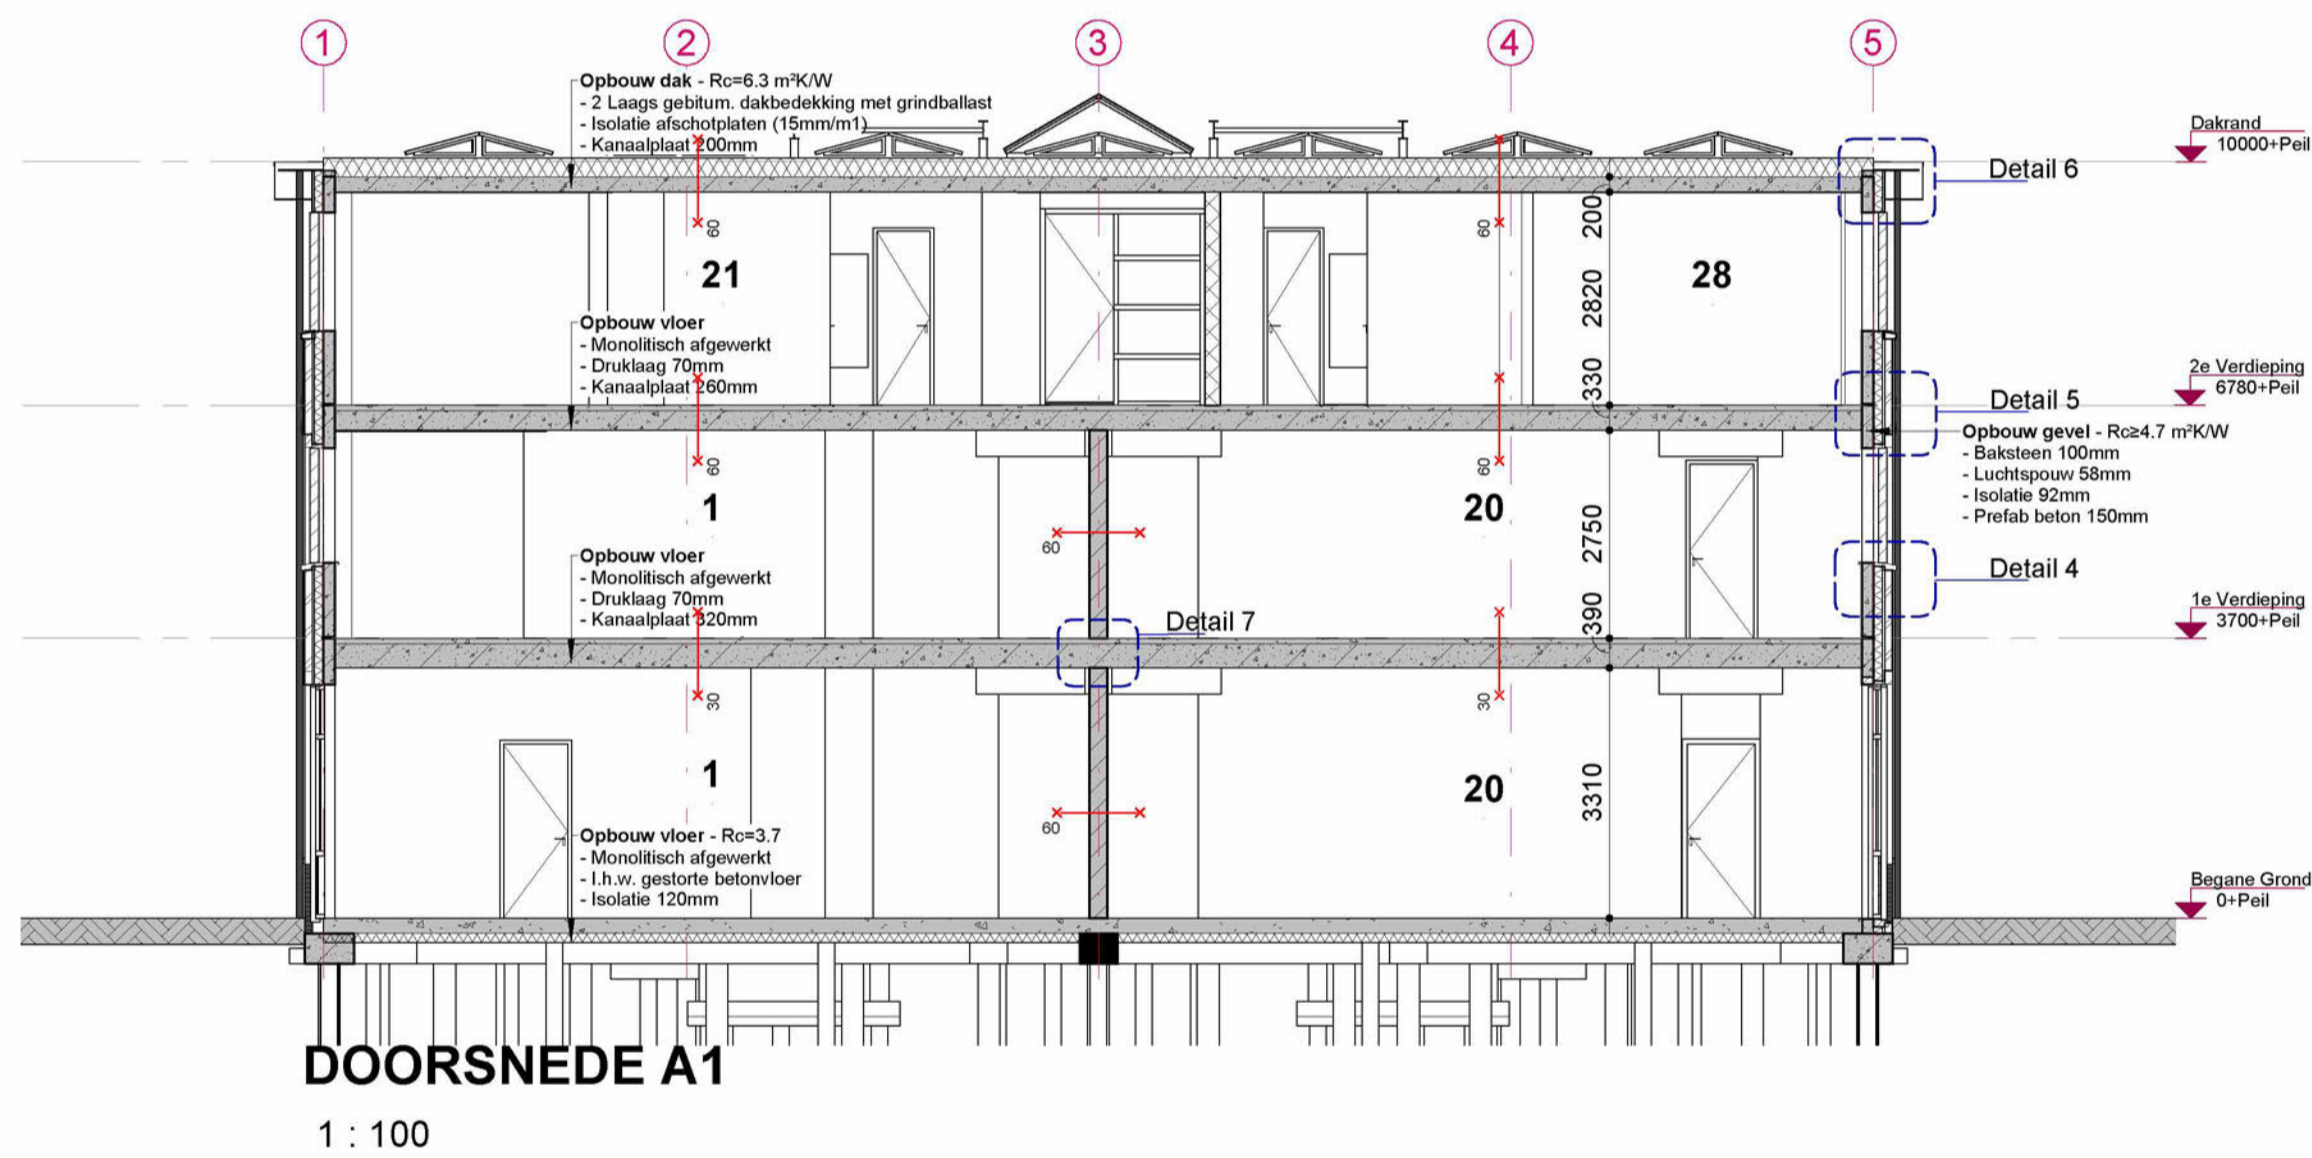 1
2
3
4
5
Opbouw dak - Rc=6.3 m²K/W
- 2 Laags gebitum. dakbedekking met grindballast
- Isolatie afschotplaten (15mm/m1)
- Kanaalplaat 200mm
Dakrand
10000+Peil
Detail 6
60
60
200
21
28
2820
Opbouw vloer
- Monolitisch afgewerkt
- Druklaag 70mm
- Kanaalplaat 260mm
330
2e Verdieping
6780+Peil
Detail 5
Opbouw gevel - Rc≥4.7 m²K/W
- Baksteen 100mm
- Luchtspouw 58mm
- Isolatie 92mm
- Prefab beton 150mm
60
60
1
20
60
2750
Opbouw vloer
- Monolitisch afgewerkt
- Druklaag 70mm
- Kanaalplaat 320mm
Detail 4
390
1e Verdieping
3700+Peil
Detail 7
30
30
1
20
3310
60
Opbouw vloer - Rc=3.7
- Monolitisch afgewerkt
- I.h.w. gestorte betonvloer
- Isolatie 120mm
Begane Grond
0+Peil
DOORSNEDE A1
1 : 100